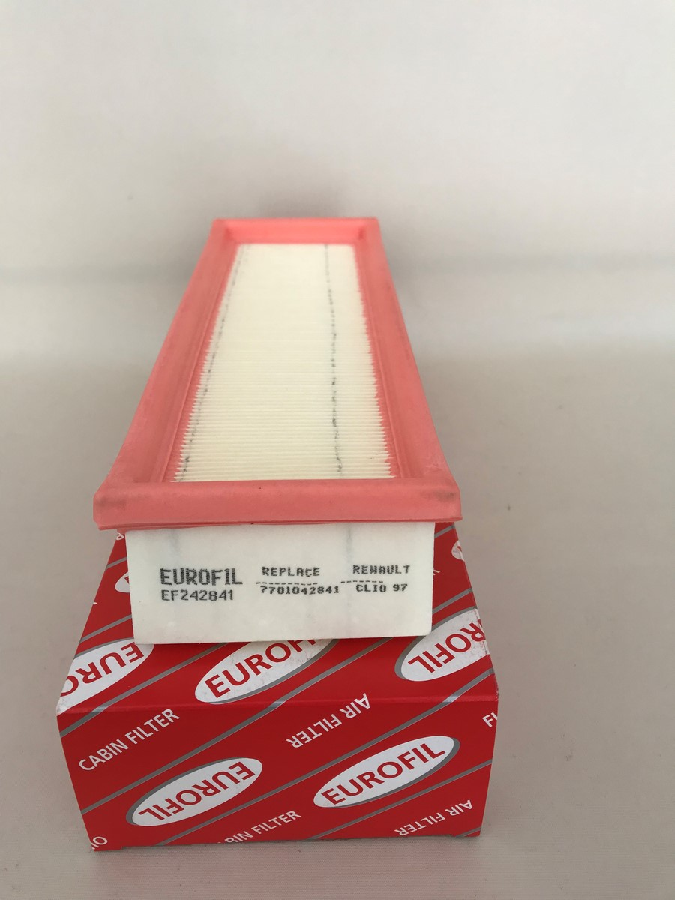 EUROFIL REPLACE RENAULT
EF242841 7701042841 CLIO 97
EUROFIL EUROFIL EUROFIL
CABIN FILTER AIR FILTER
EUROFIL EUROFIL
CABIN FILTER AIR FILTER